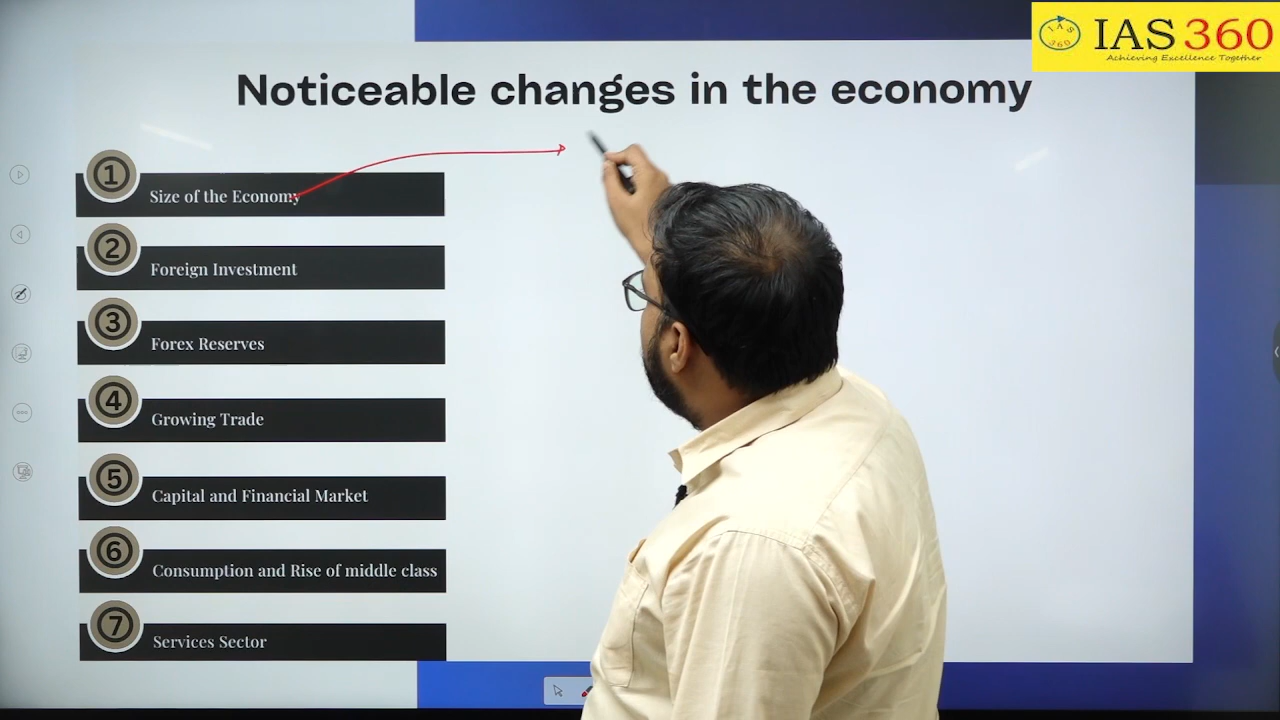 IAS 360
IAS
360
Achieving Excellence Together
Noticeable changes in the economy
1
Size of the Economy
2
Foreign Investment
3
Forex Reserves
4
Growing Trade
5
Capital and Financial Market
6
Consumption and Rise of middle class
7
Services Sector